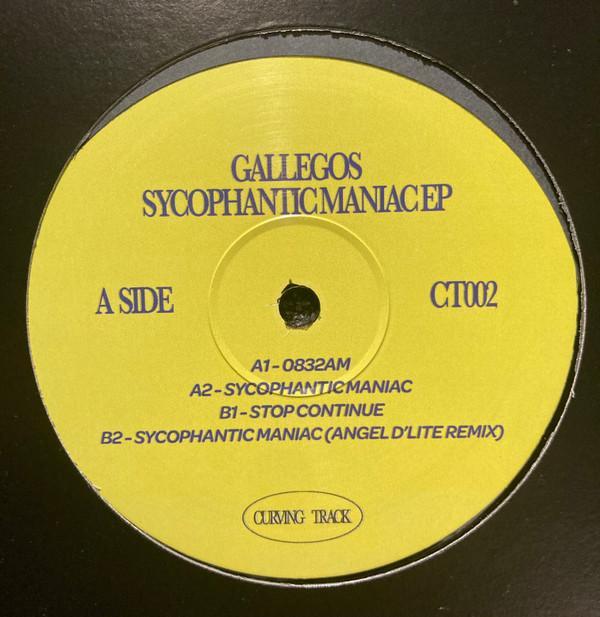 GALLEGOS
SYCOPHANTIC MANIAC EP
A SIDE
CT002
A1 - 0832AM
A2 - SYCOPHANTIC MANIAC
B1 - STOP CONTINUE
B2 - SYCOPHANTIC MANIAC (ANGEL D'LITE REMIX)
CURVING TRACK